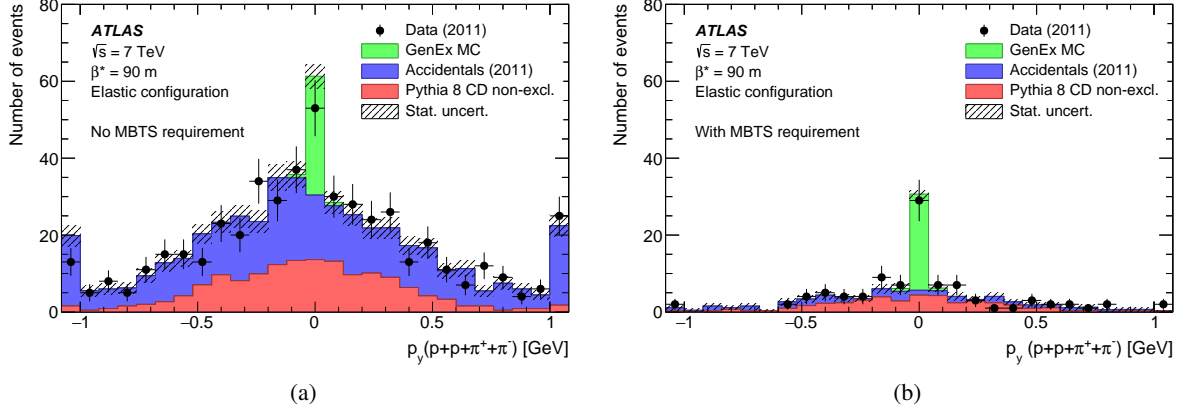 Number of events
80
60
40
20
0
ATLAS
√s = 7 TeV
β* = 90 m
Elastic configuration
No MBTS requirement
Data (2011)
GenEx MC
Accidentals (2011)
Pythia 8 CD non-excl.
Stat. uncert.
−1 −0.5 0 0.5 1
p_y(p+p+π⁺+π⁻) [GeV]
(a)
Number of events
80
60
40
20
0
ATLAS
√s = 7 TeV
β* = 90 m
Elastic configuration
With MBTS requirement
Data (2011)
GenEx MC
Accidentals (2011)
Pythia 8 CD non-excl.
Stat. uncert.
−1 −0.5 0 0.5 1
p_y(p+p+π⁺+π⁻) [GeV]
(b)